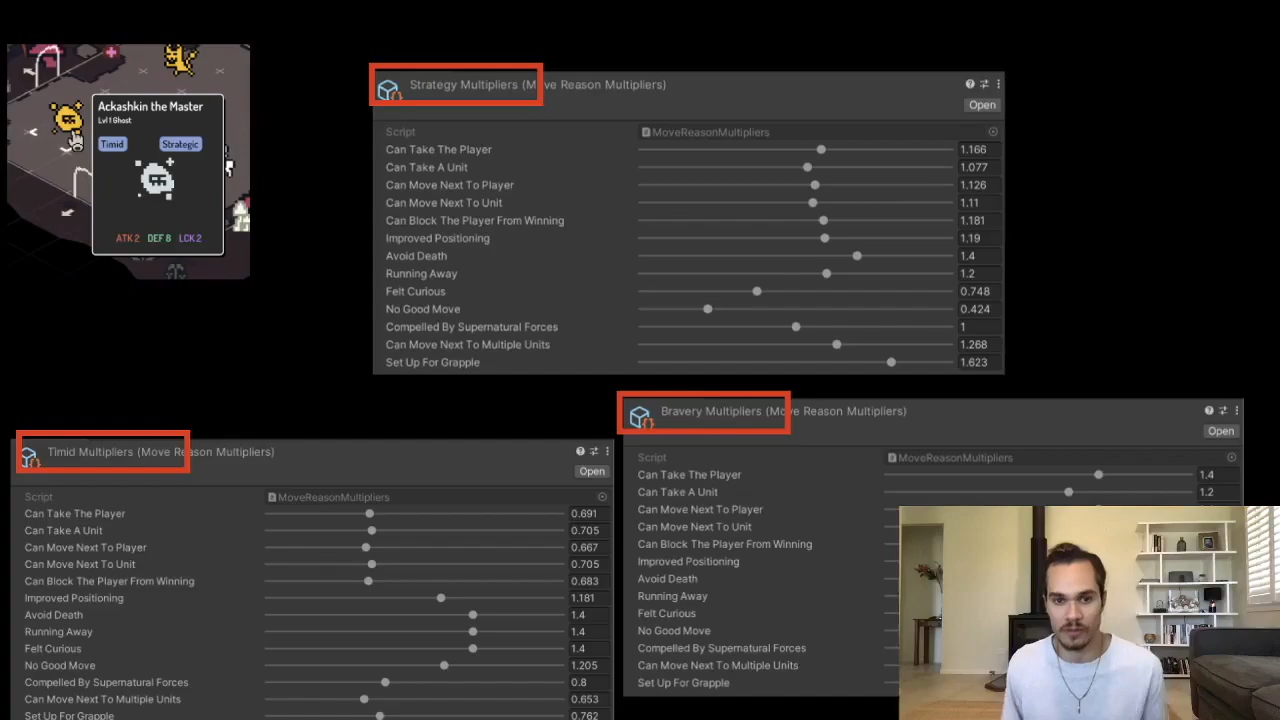 Ackashkin the Master
Lvl 1 Ghost
Timid Strategic
ATK 2 DEF 8 LCK 2
Strategy Multipliers (Move Reason Multipliers)
Open
Script MoveReasonMultipliers
Can Take The Player 1.166
Can Take A Unit 1.077
Can Move Next To Player 1.126
Can Move Next To Unit 1.11
Can Block The Player From Winning 1.181
Improved Positioning 1.19
Avoid Death 1.4
Running Away 1.2
Felt Curious 0.748
No Good Move 0.424
Compelled By Supernatural Forces 1
Can Move Next To Multiple Units 1.268
Set Up For Grapple 1.623
Timid Multipliers (Move Reason Multipliers)
Open
Script MoveReasonMultipliers
Can Take The Player 0.691
Can Take A Unit 0.705
Can Move Next To Player 0.667
Can Move Next To Unit 0.705
Can Block The Player From Winning 0.683
Improved Positioning 1.181
Avoid Death 1.4
Running Away 1.4
Felt Curious 1.4
No Good Move 1.205
Compelled By Supernatural Forces 0.8
Can Move Next To Multiple Units 0.653
Set Up For Grapple 0.762
Bravery Multipliers (Move Reason Multipliers)
Open
Script MoveReasonMultipliers
Can Take The Player 1.4
Can Take A Unit 1.2
Can Move Next To Player
Can Move Next To Unit
Can Block The Player From Winning
Improved Positioning
Avoid Death
Running Away
Felt Curious
No Good Move
Compelled By Supernatural Forces
Can Move Next To Multiple Units
Set Up For Grapple